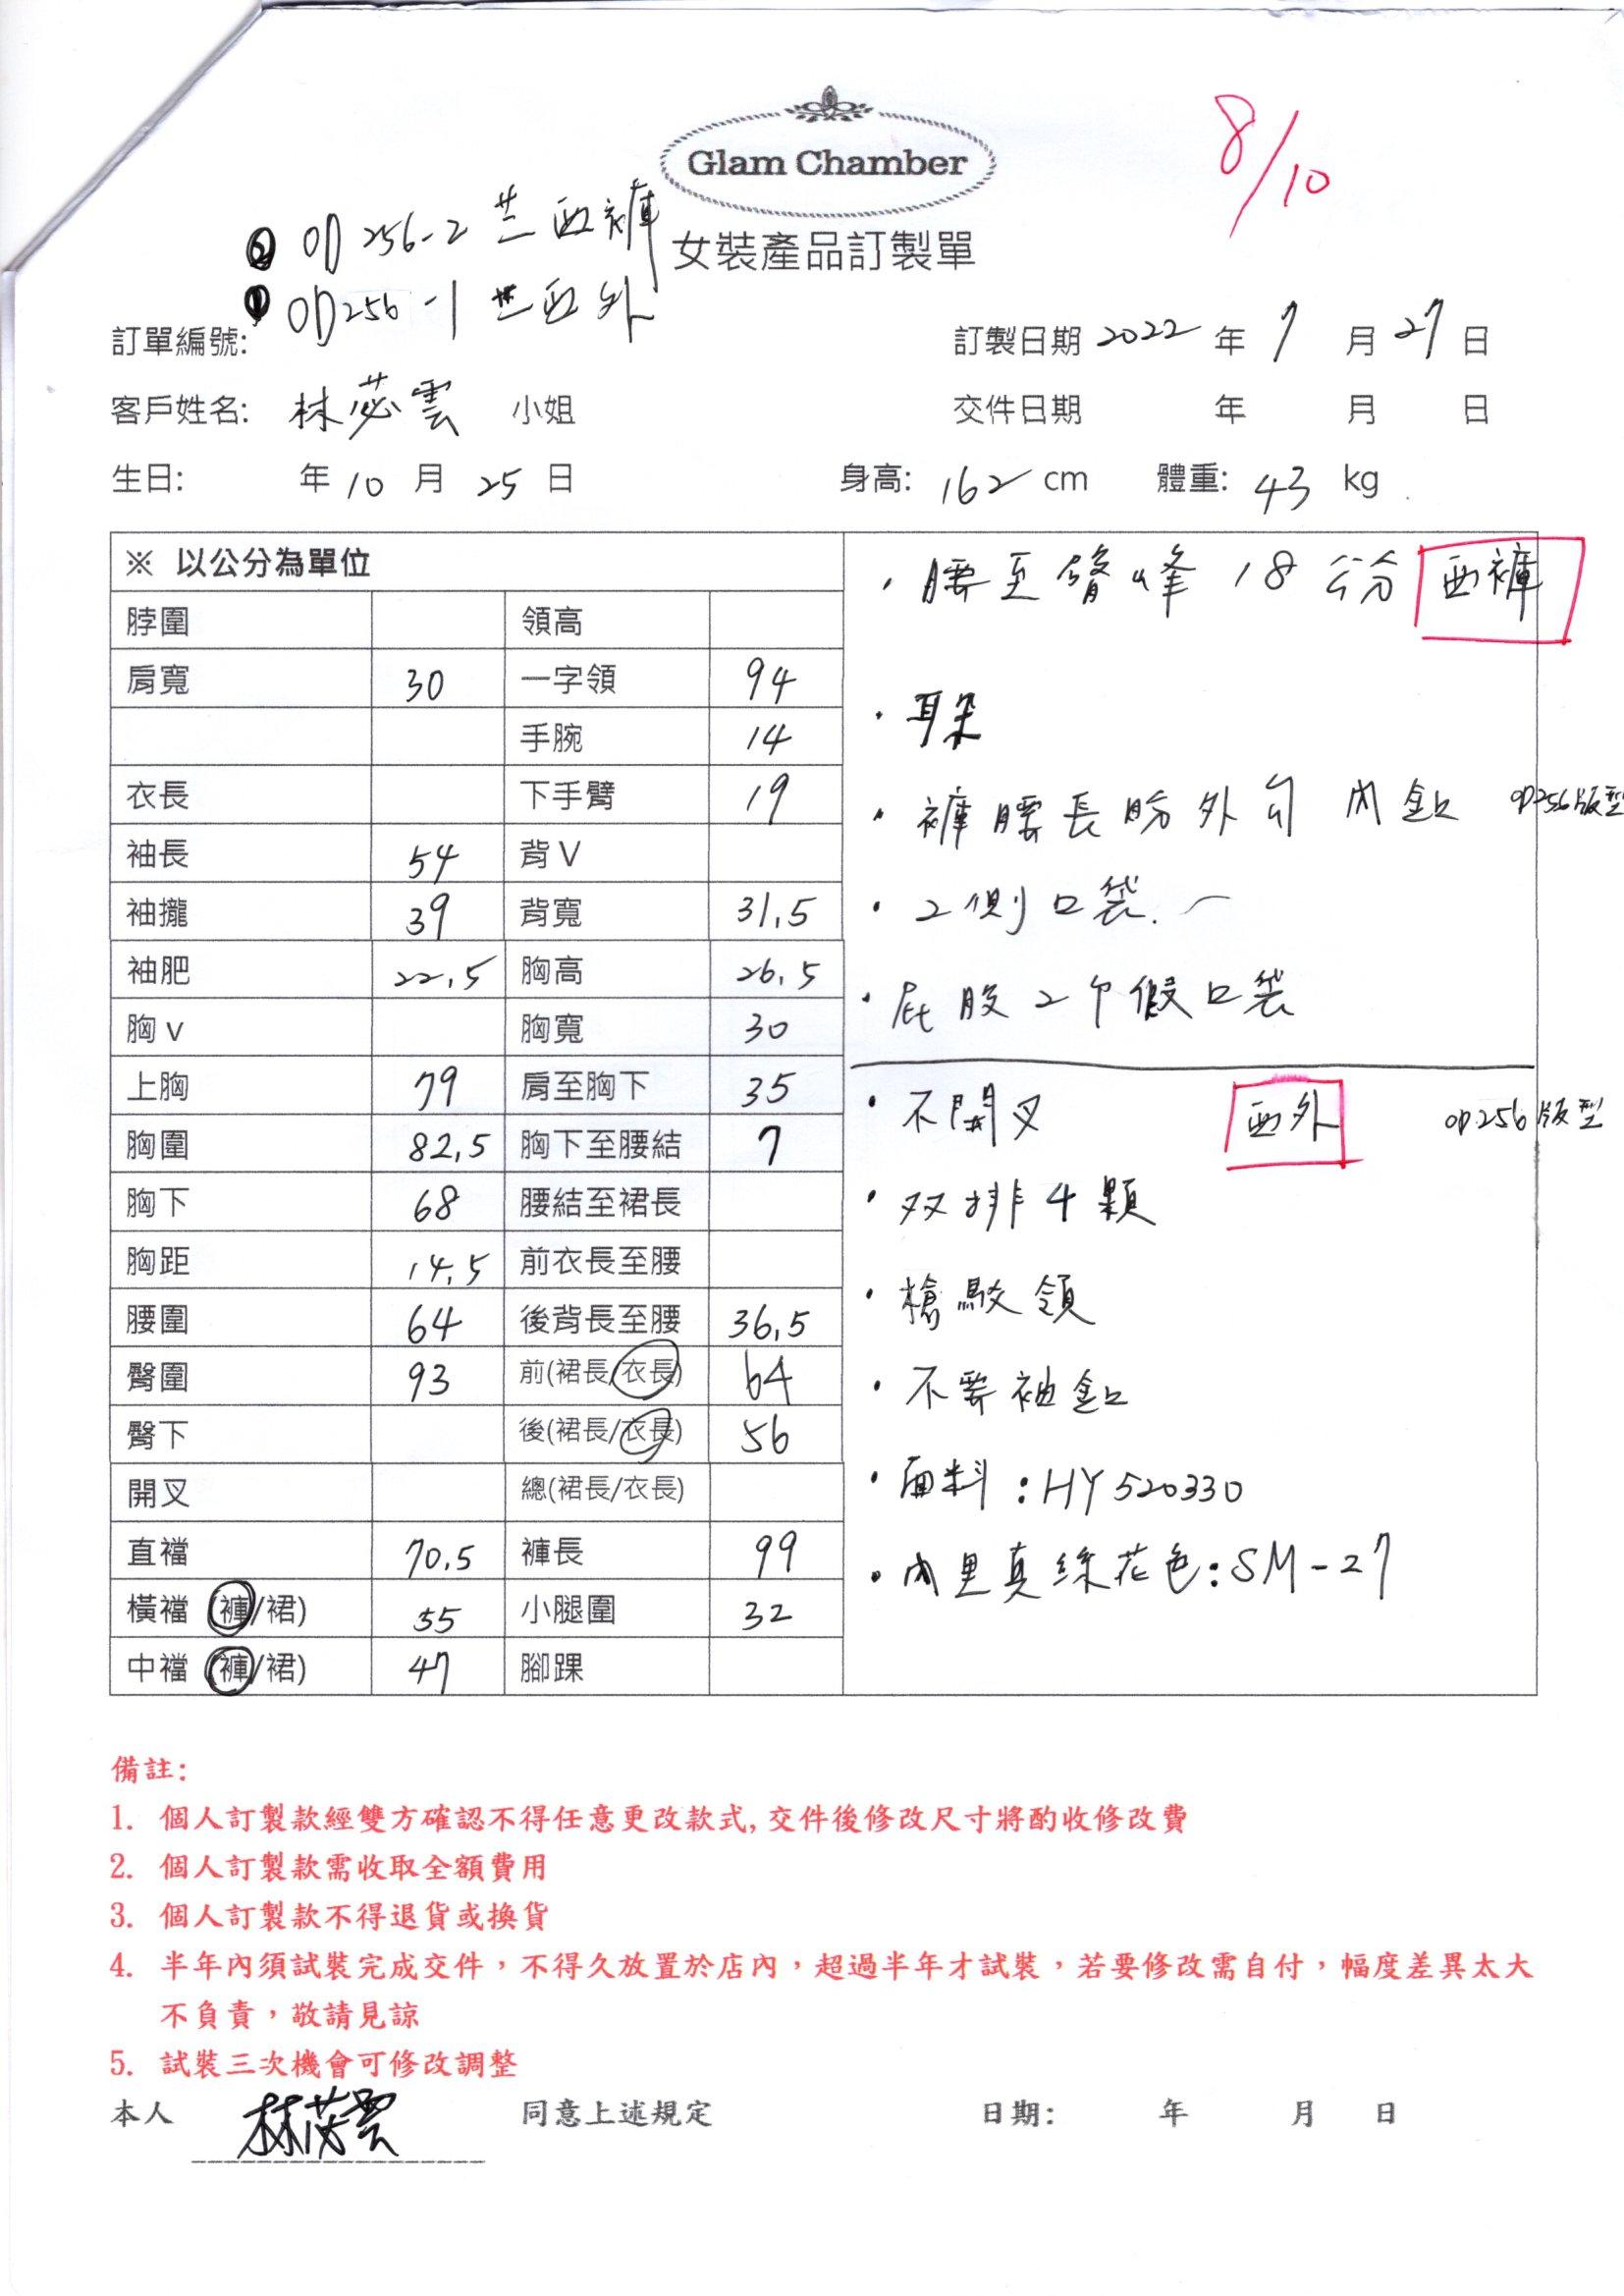 8/10
Glam Chamber
② OD 256-2 芸西褲
女裝產品訂製單
① OD256-1 芸西外
訂單編號:
訂製日期 2022 年 7 月 27 日
客戶姓名: 林苾雲 小姐
交件日期 年 月 日
生日: 年 10 月 25 日 身高: 162 cm 體重: 43 kg
※ 以公分為單位
脖圍 領高
肩寬 30 一字領 94
手腕 14
衣長 下手臂 19
袖長 54 背V
袖攏 39 背寬 31.5
袖肥 22.5 胸高 26.5
胸v 胸寬 30
上胸 79 肩至胸下 35
胸圍 82.5 胸下至腰結 7
胸下 68 腰結至裙長
胸距 14.5 前衣長至腰
腰圍 64 後背長至腰 36.5
臀圍 93 前(裙長/衣長) 64
臀下 後(裙長/衣長) 56
開叉 總(裙長/衣長)
直襠 70.5 褲長 99
橫襠 (褲/裙) 55 小腿圍 32
中襠 (褲/裙) 47 腳踝
・腰至臀峰 18 公分 西褲
・耳朵
・褲腰長方外勾 內釦 OD256版型
・2側口袋.
・屁股2个假口袋
・不開叉 西外 OD256版型
・双排4顆
・槍駁領
・不要袖釦
・面料:HY520330
・內里真絲花色:SM-27
備註:
1. 個人訂製款經雙方確認不得任意更改款式,交件後修改尺寸將酌收修改費
2. 個人訂製款需收取全額費用
3. 個人訂製款不得退貨或換貨
4. 半年內須試裝完成交件，不得久放置於店內，超過半年才試裝，若要修改需自付，幅度差異太大
不負責，敬請見諒
5. 試裝三次機會可修改調整
本人 林苾雲 同意上述規定 日期: 年 月 日